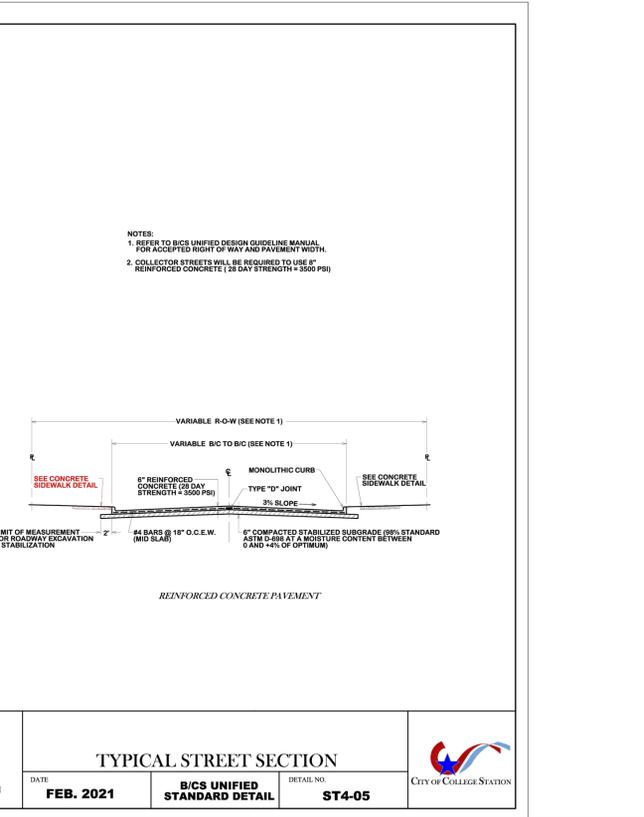 NOTES:
1. REFER TO B/CS UNIFIED DESIGN GUIDELINE MANUAL
FOR ACCEPTED RIGHT OF WAY AND PAVEMENT WIDTH.
2. COLLECTOR STREETS WILL BE REQUIRED TO USE 8"
REINFORCED CONCRETE ( 28 DAY STRENGTH = 3500 PSI)
VARIABLE R-O-W (SEE NOTE 1)
VARIABLE B/C TO B/C (SEE NOTE 1)
SEE CONCRETE
SIDEWALK DETAIL
6" REINFORCED
CONCRETE (28 DAY
STRENGTH = 3500 PSI)
MONOLITHIC CURB
TYPE "D" JOINT
3% SLOPE
SEE CONCRETE
SIDEWALK DETAIL
MIT OF MEASUREMENT
OR ROADWAY EXCAVATION
STABILIZATION
2'
#4 BARS @ 18" O.C.E.W.
(MID SLAB)
6" COMPACTED STABILIZED SUBGRADE (98% STANDARD
ASTM D-698 AT A MOISTURE CONTENT BETWEEN
0 AND +4% OF OPTIMUM)
REINFORCED CONCRETE PAVEMENT
TYPICAL STREET SECTION
DATE
FEB. 2021
B/CS UNIFIED
STANDARD DETAIL
DETAIL NO.
ST4-05
CITY OF COLLEGE STATION